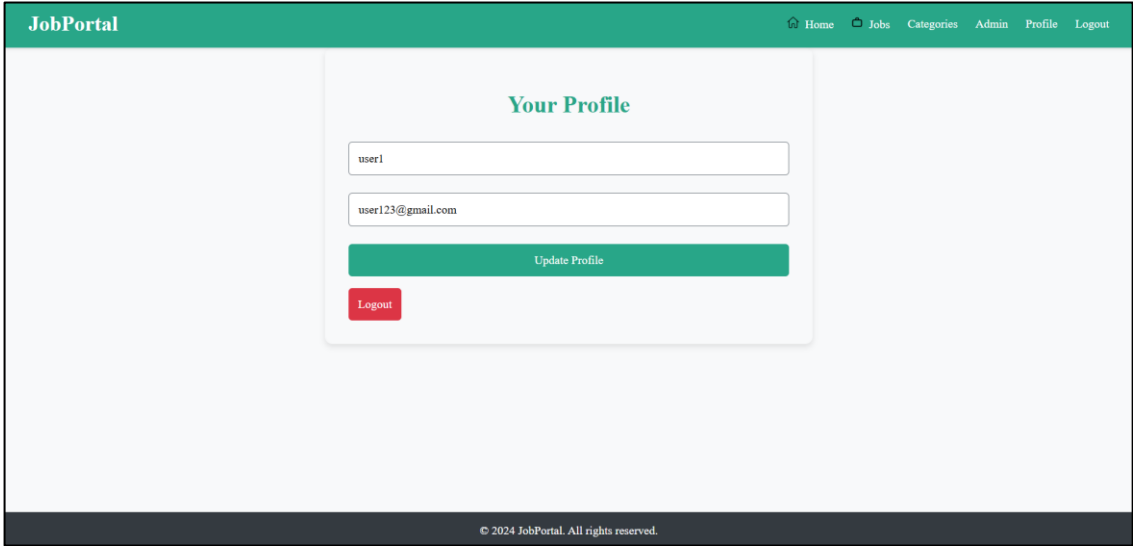 JobPortal Home Jobs Categories Admin Profile Logout
Your Profile
user1
user123@gmail.com
Update Profile
Logout
© 2024 JobPortal. All rights reserved.